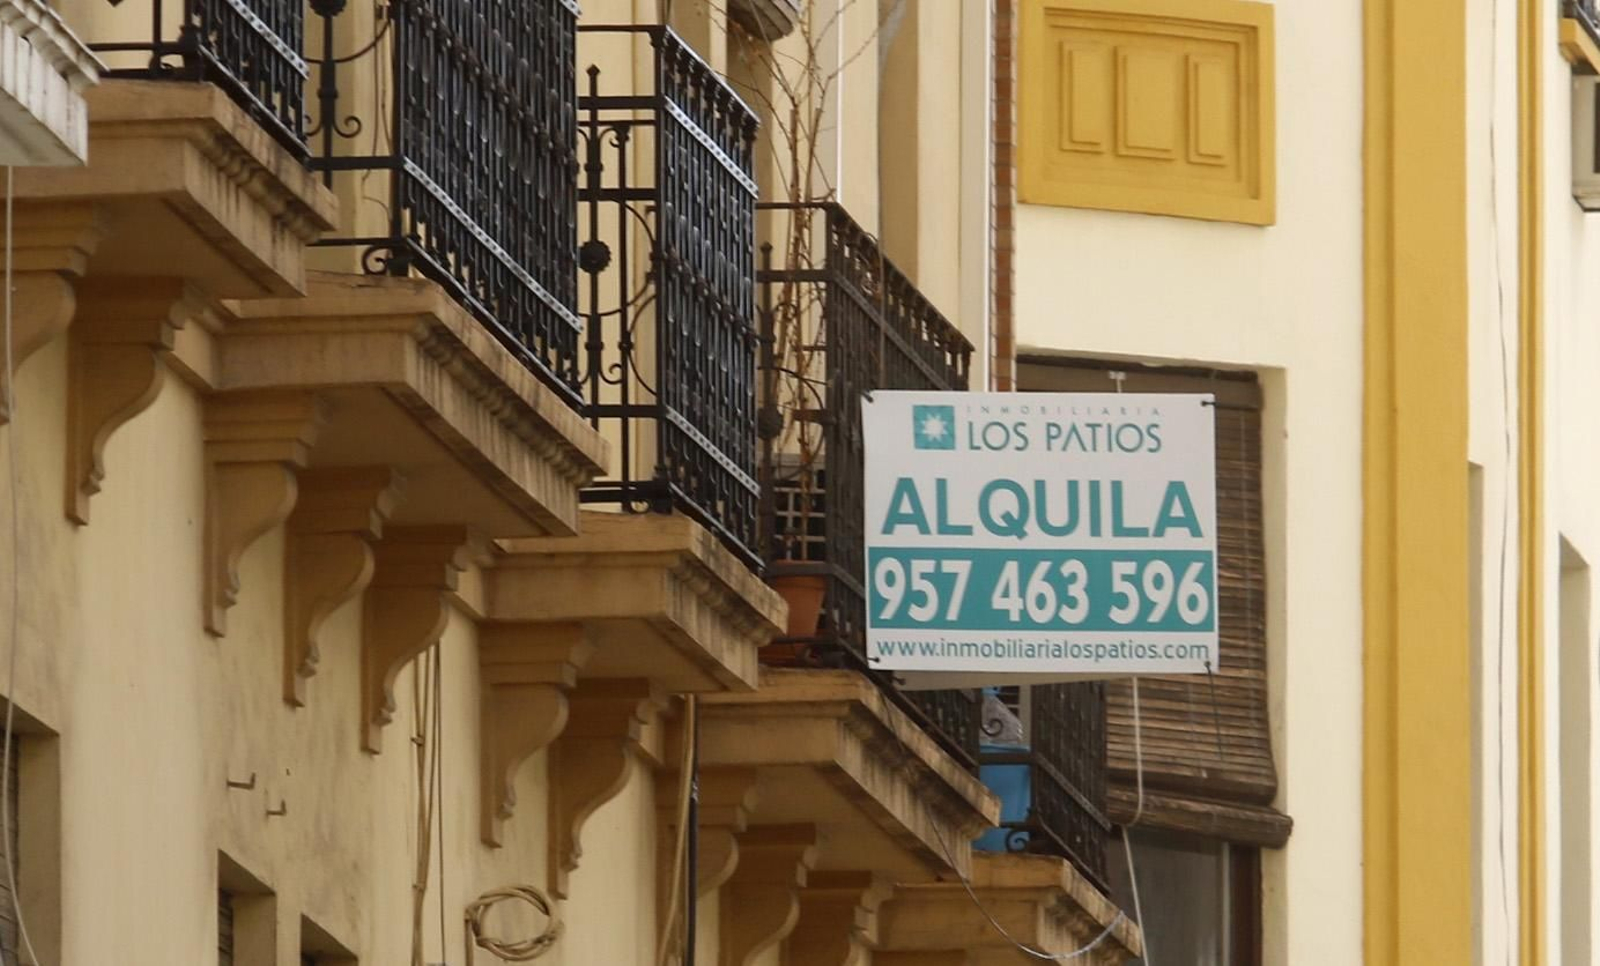 INMOBILIARIA
LOS PATIOS
ALQUILA
957 463 596
www.inmobiliarialospatios.com